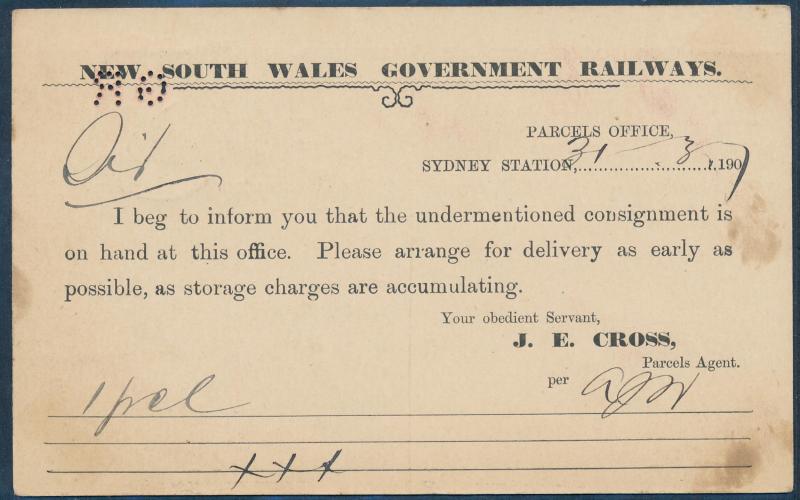 NEW SOUTH WALES GOVERNMENT RAILWAYS.
PARCELS OFFICE,
Sir
SYDNEY STATION, 31 - 3 - 1907
I beg to inform you that the undermentioned consignment is
on hand at this office. Please arrange for delivery as early as
possible, as storage charges are accumulating.
Your obedient Servant,
J. E. CROSS,
Parcels Agent.
per
1 pcl
+++